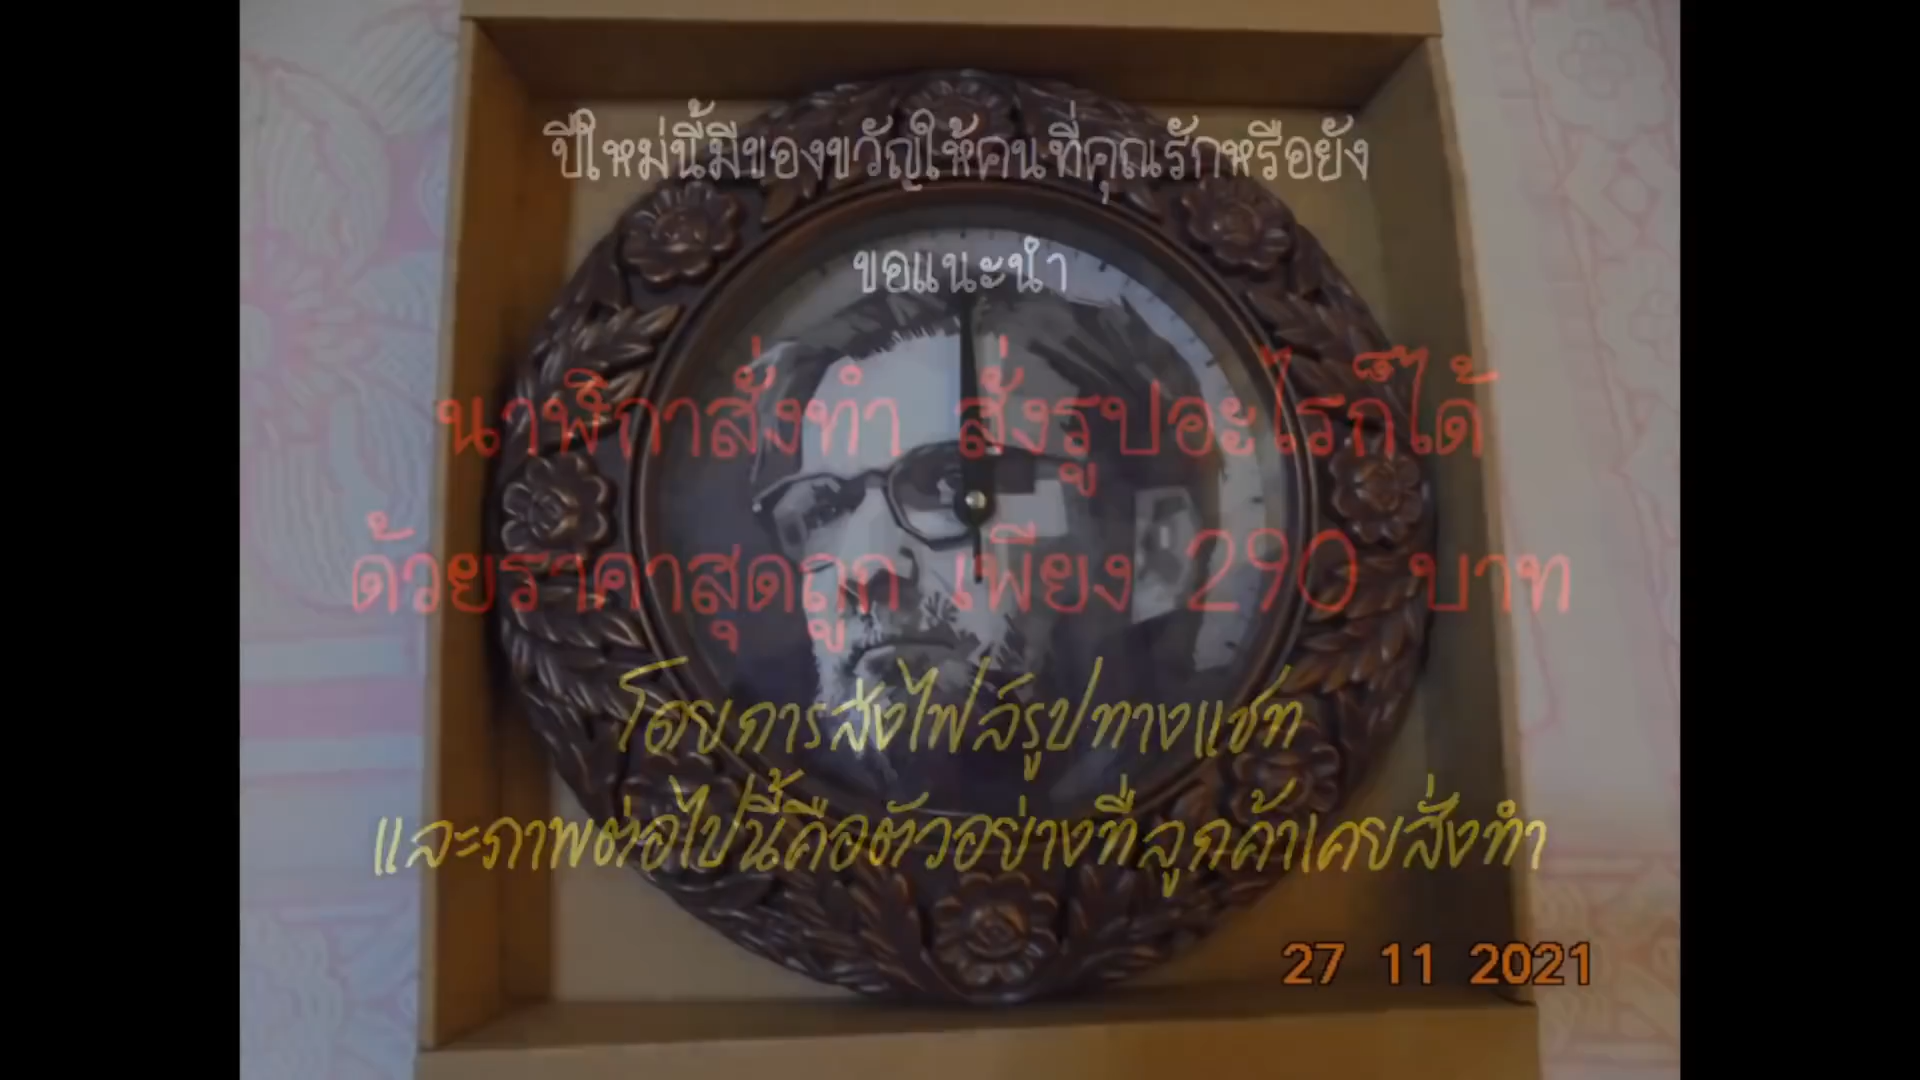 ปีใหม่นี้มีของขวัญให้คนที่คุณรักหรือยัง
ขอแนะนำ
นาฬิกาสั่งทำ สั่งรูปอะไรก็ได้
ด้วยราคาสุดถูก เพียง 290 บาท
โดยการส่งไฟล์รูปทางแชท
และภาพต่อไปนี้คือตัวอย่างที่ลูกค้าเคยสั่งทำ
27 11 2021